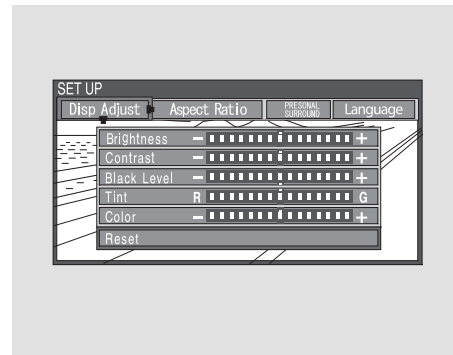 SET UP
Disp Adjust Aspect Ratio PRESONAL SURROUND Language
Brightness − +
Contrast − +
Black Level − +
Tint R G
Color − +
Reset